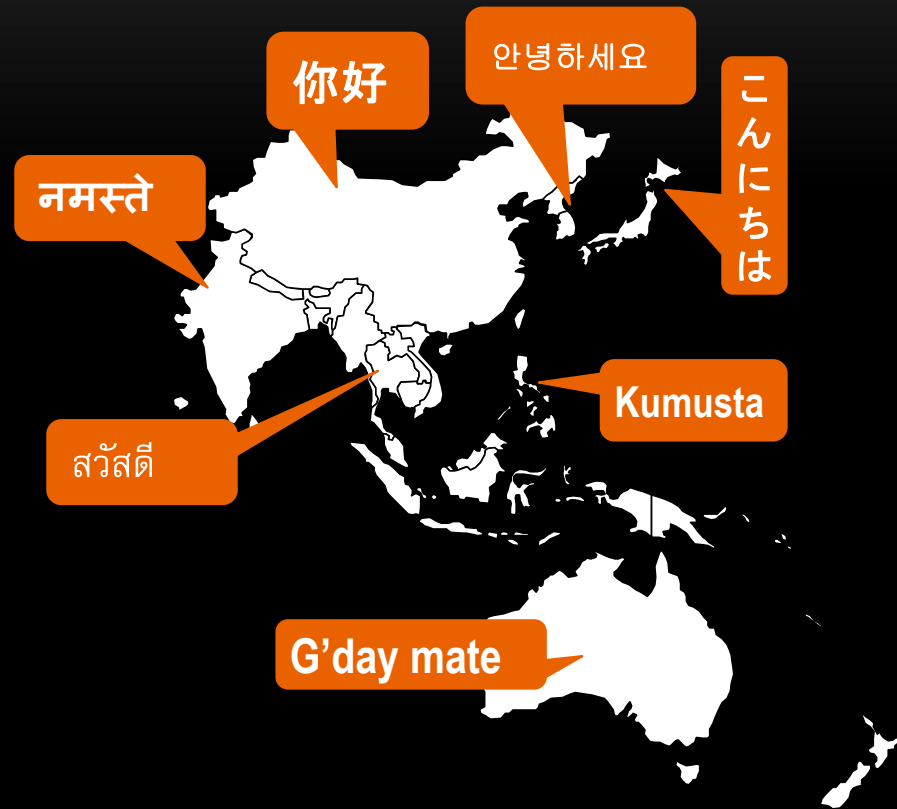 你好
안녕하세요
こんにちは
नमस्ते
Kumusta
สวัสดี
G’day mate